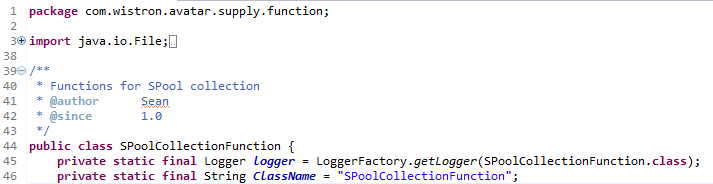 1 package com.wistron.avatar.supply.function;
2
3 import java.io.File;
38
39 /**
40 * Functions for SPool collection
41 * @author Sean
42 * @since 1.0
43 */
44 public class SPoolCollectionFunction {
45 private static final Logger logger = LoggerFactory.getLogger(SPoolCollectionFunction.class);
46 private static final String ClassName = "SPoolCollectionFunction";